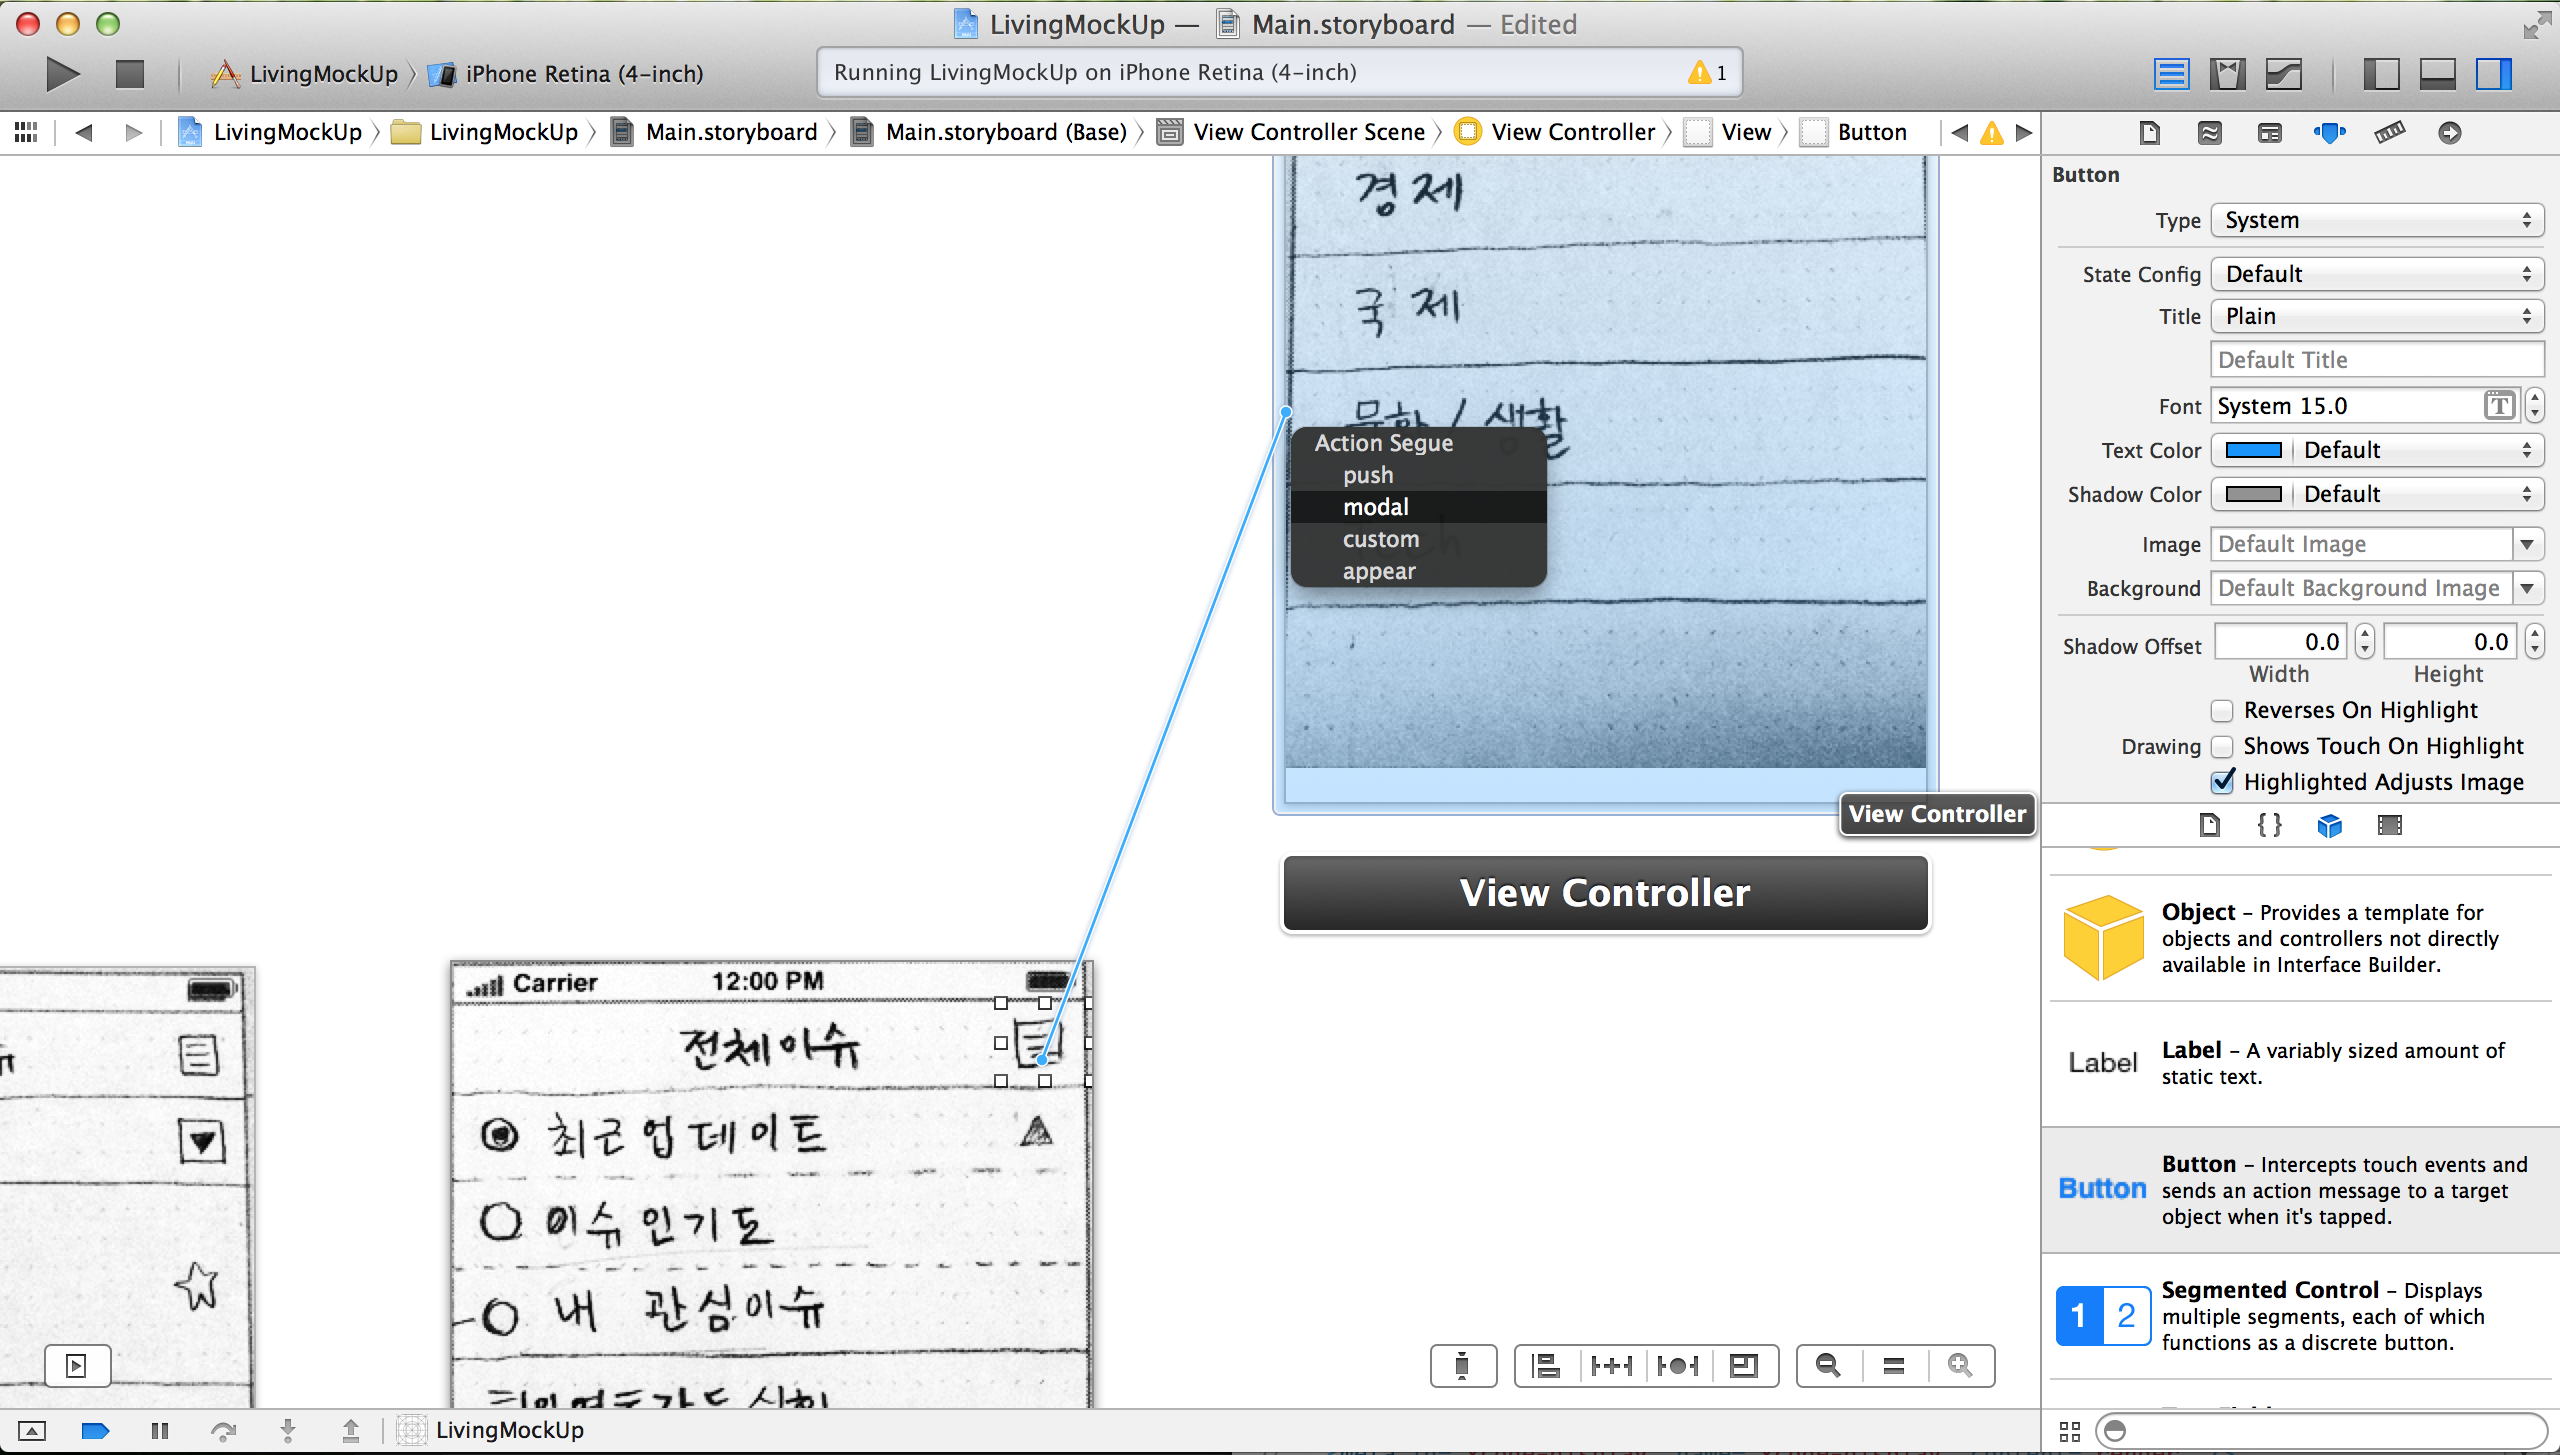 LivingMockUp — Main.storyboard — Edited
LivingMockUp iPhone Retina (4-inch)
Running LivingMockUp on iPhone Retina (4-inch) 1
LivingMockUp LivingMockUp Main.storyboard Main.storyboard (Base) View Controller Scene View Controller View Button
경제
국제
문화 / 생활
Action Segue
push
modal
custom
appear
View Controller
View Controller
Carrier 12:00 PM
전체이슈
최근업데이트
이슈인기도
내 관심이슈
LivingMockUp
Button
Type System
State Config Default
Title Plain
Default Title
Font System 15.0
Text Color Default
Shadow Color Default
Image Default Image
Background Default Background Image
Shadow Offset 0.0 0.0
Width Height
Reverses On Highlight
Drawing Shows Touch On Highlight
Highlighted Adjusts Image
{}
Object – Provides a template for
objects and controllers not directly
available in Interface Builder.
Label
Label – A variably sized amount of
static text.
Button
Button – Intercepts touch events and
sends an action message to a target
object when it's tapped.
1 2
Segmented Control – Displays
multiple segments, each of which
functions as a discrete button.